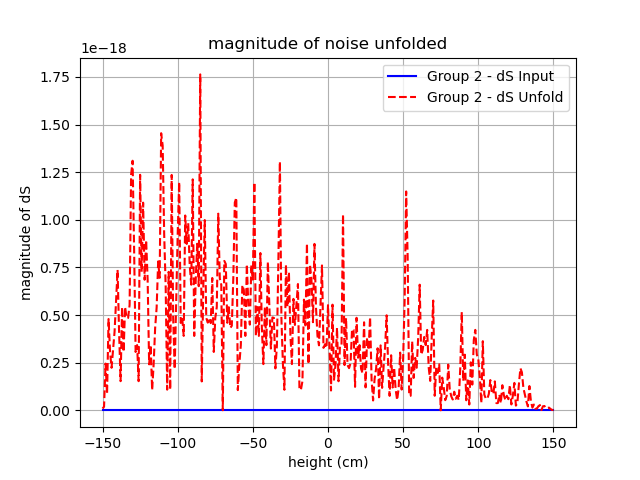 magnitude of noise unfolded
1e−18
Group 2 - dS Input
Group 2 - dS Unfold
1.75
1.50
1.25
1.00
0.75
0.50
0.25
0.00
magnitude of dS
−150
−100
−50
0
50
100
150
height (cm)